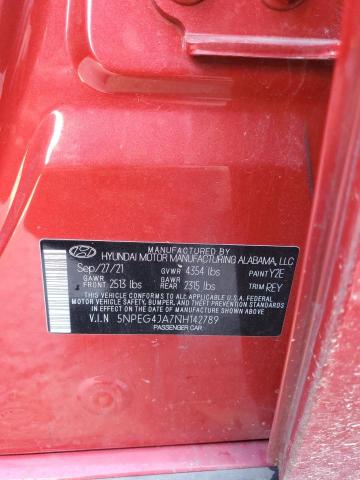 MANUFACTURED BY
HYUNDAI MOTOR MANUFACTURING ALABAMA, LLC
Sep/27/21 GVWR 4354 lbs PAINT Y2E
GAWR FRONT 2513 lbs GAWR REAR 2315 lbs TRIM REY
THIS VEHICLE CONFORMS TO ALL APPLICABLE U.S.A. FEDERAL
MOTOR VEHICLE SAFETY, BUMPER, AND THEFT PREVENTION STANDARDS
IN EFFECT ON THE DATE OF MANUFACTURE SHOWN ABOVE.
V.I.N 5NPEG4JA7NH142789
PASSENGER CAR